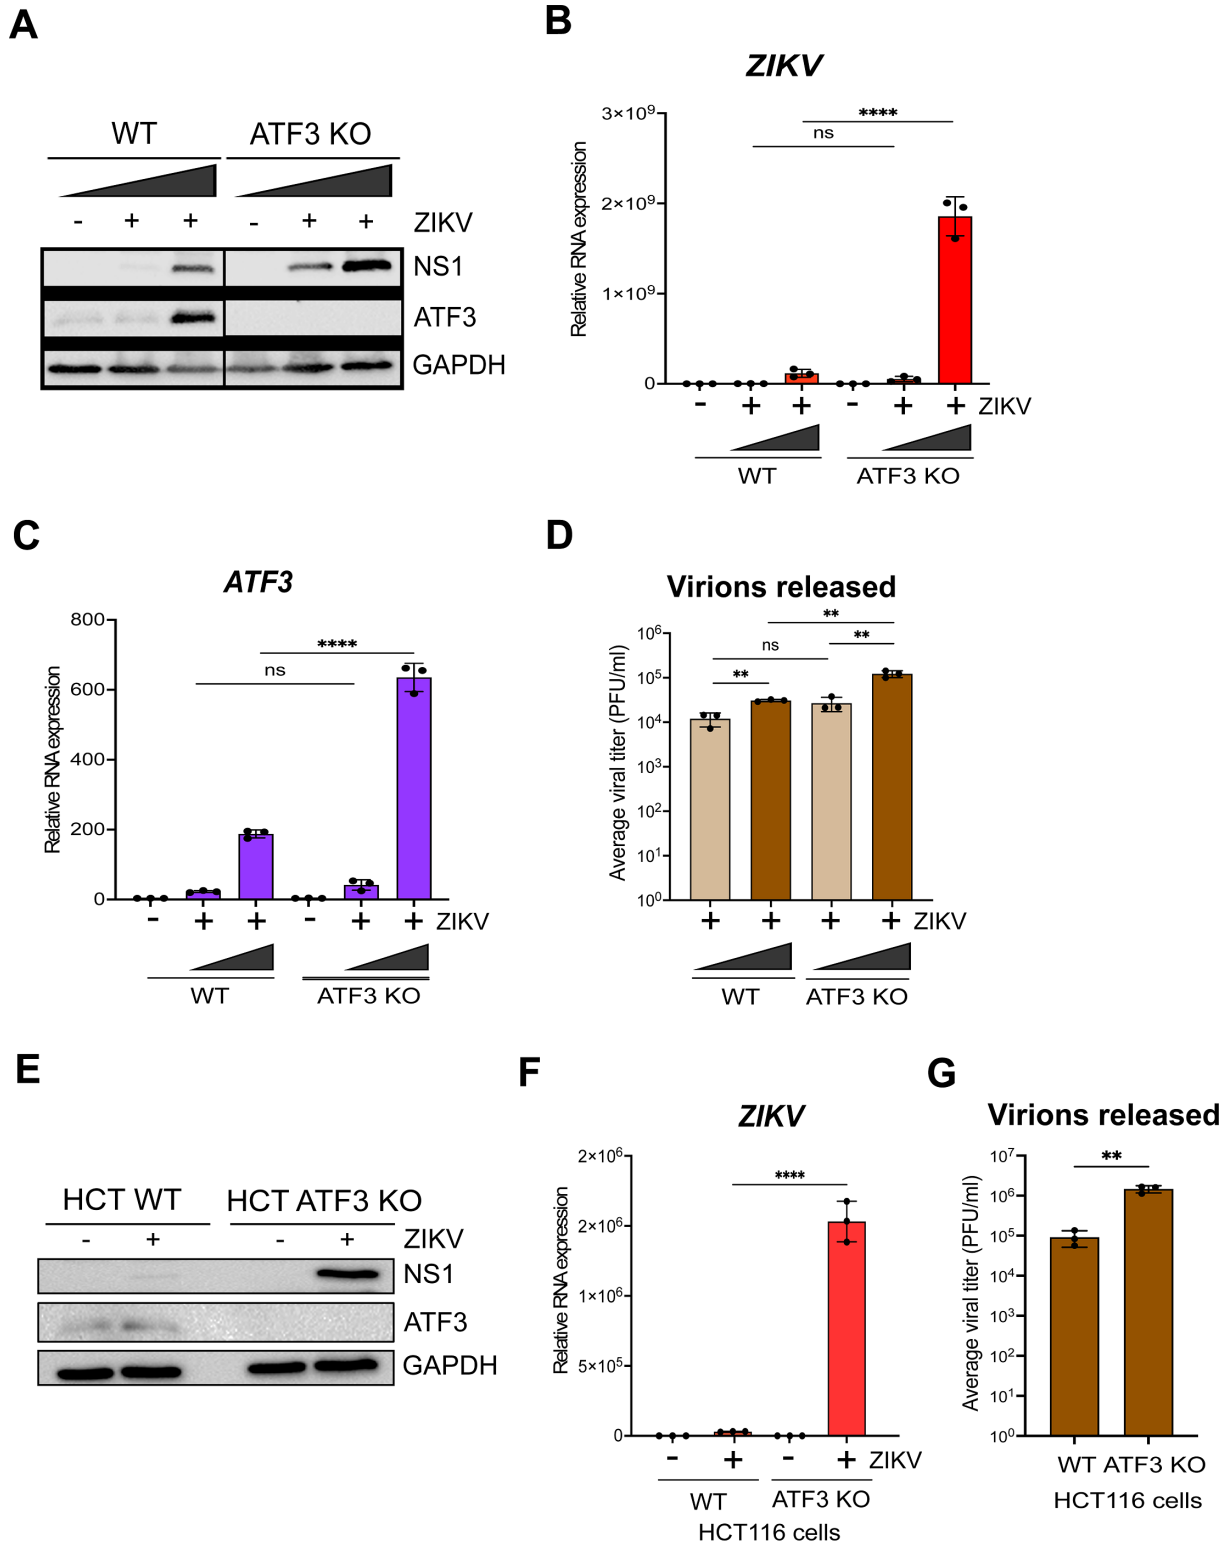 A
WT ATF3 KO
- + + - + + ZIKV
NS1
ATF3
GAPDH
B
ZIKV
Relative RNA expression
3×10⁹
2×10⁹
1×10⁹
0
****
ns
- + + - + + ZIKV
WT ATF3 KO
C
ATF3
Relative RNA expression
800
600
400
200
0
****
ns
- + + - + + ZIKV
WT ATF3 KO
D
Virions released
Average viral titer (PFU/ml)
10⁶
10⁵
10⁴
10³
10²
10¹
10⁰
**
**
ns
**
+ + + + ZIKV
WT ATF3 KO
E
HCT WT HCT ATF3 KO
- + - + ZIKV
NS1
ATF3
GAPDH
F
ZIKV
Relative RNA expression
2×10⁶
2×10⁶
1×10⁶
5×10⁵
0
****
- + - + ZIKV
WT ATF3 KO
HCT116 cells
G
Virions released
Average viral titer (PFU/ml)
10⁷
10⁶
10⁵
10⁴
10³
10²
10¹
10⁰
**
WT ATF3 KO
HCT116 cells